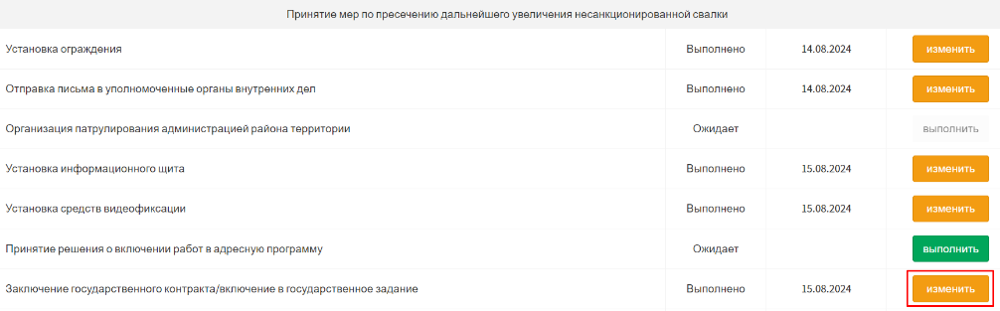 Принятие мер по пресечению дальнейшего увеличения несанкционированной свалки
Установка ограждения Выполнено 14.08.2024 изменить
Отправка письма в уполномоченные органы внутренних дел Выполнено 14.08.2024 изменить
Организация патрулирования администрацией района территории Ожидает выполнить
Установка информационного щита Выполнено 15.08.2024 изменить
Установка средств видеофиксации Выполнено 15.08.2024 изменить
Принятие решения о включении работ в адресную программу Ожидает выполнить
Заключение государственного контракта/включение в государственное задание Выполнено 15.08.2024 изменить